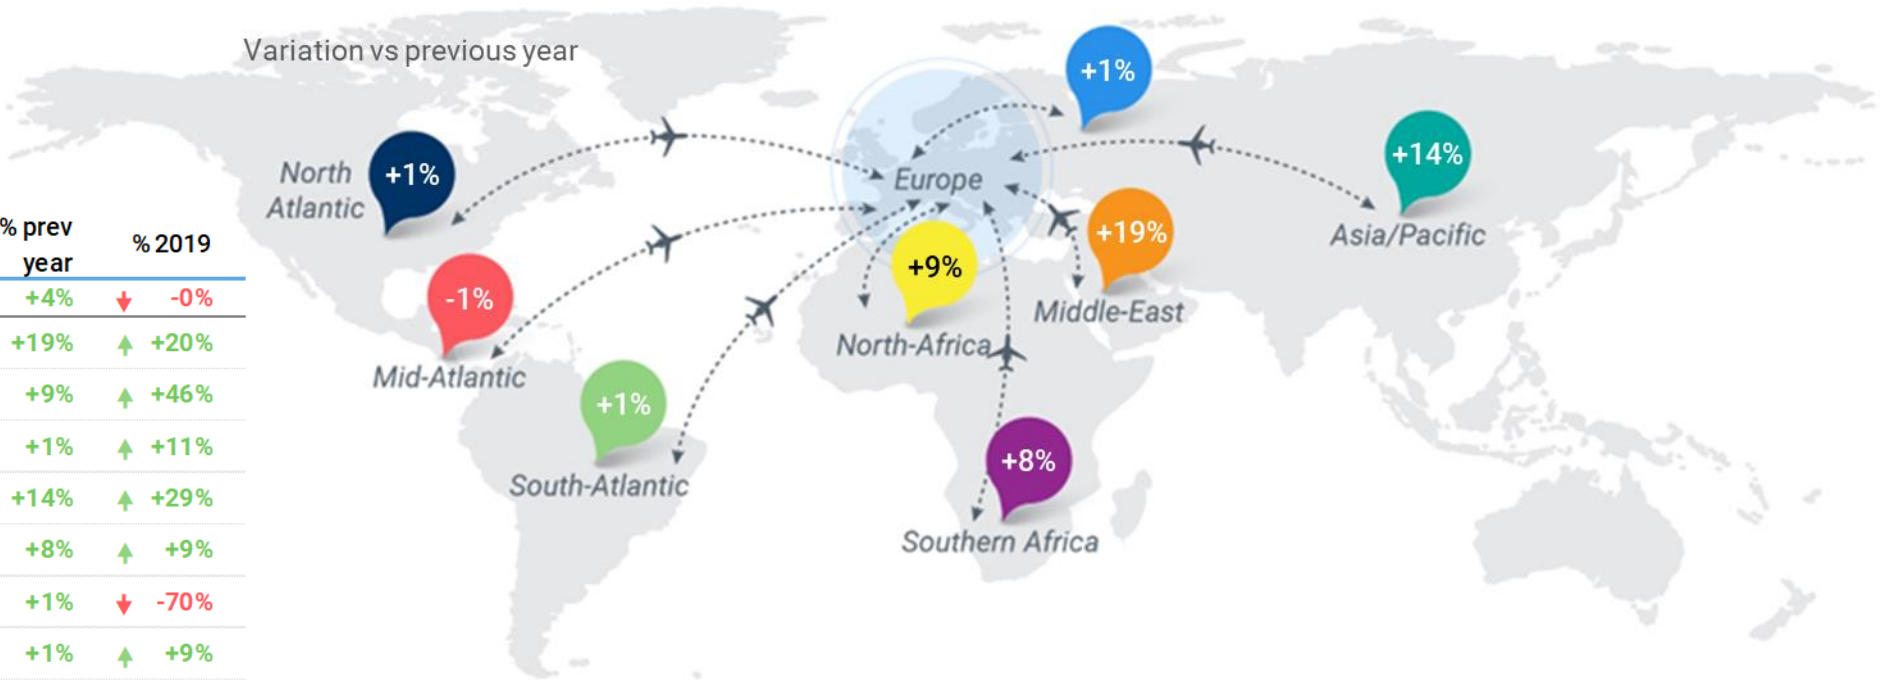 Variation vs previous year
+1%
North
Atlantic
+1%
Europe
+14%
Asia/Pacific
+19%
Middle-East
+9%
North-Africa
-1%
Mid-Atlantic
+1%
South-Atlantic
+8%
Southern Africa
% prev
year
% 2019
+4% -0%
+19% +20%
+9% +46%
+1% +11%
+14% +29%
+8% +9%
+1% -70%
+1% +9%